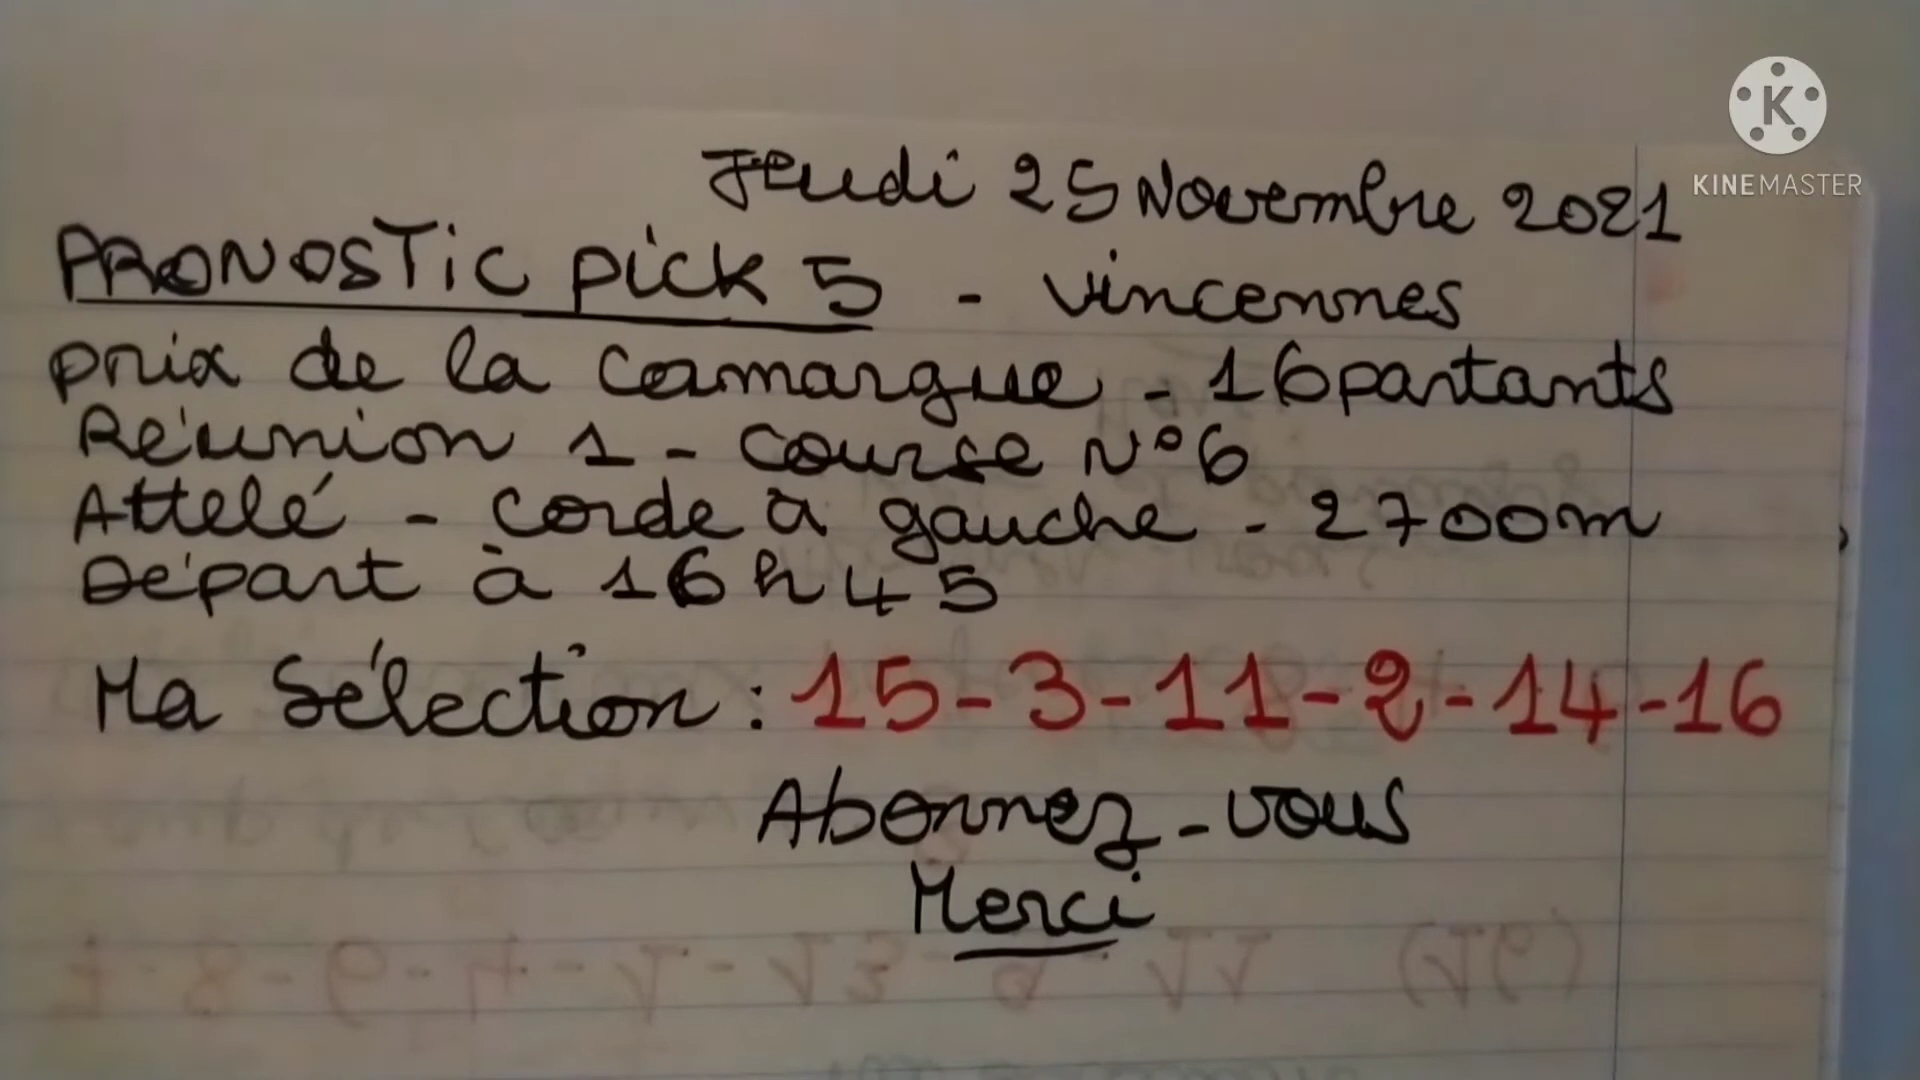 Jeudi 25 Novembre 2021
PRONOSTIC PICK 5 - Vincennes
prix de la Camargue - 16 partants
Réunion 1 - course N°6
Attelé - corde à gauche - 2700m
Départ à 16h45
Ma Sélection : 15-3-11-2-14-16
Abonnez-vous
Merci
KINEMASTER